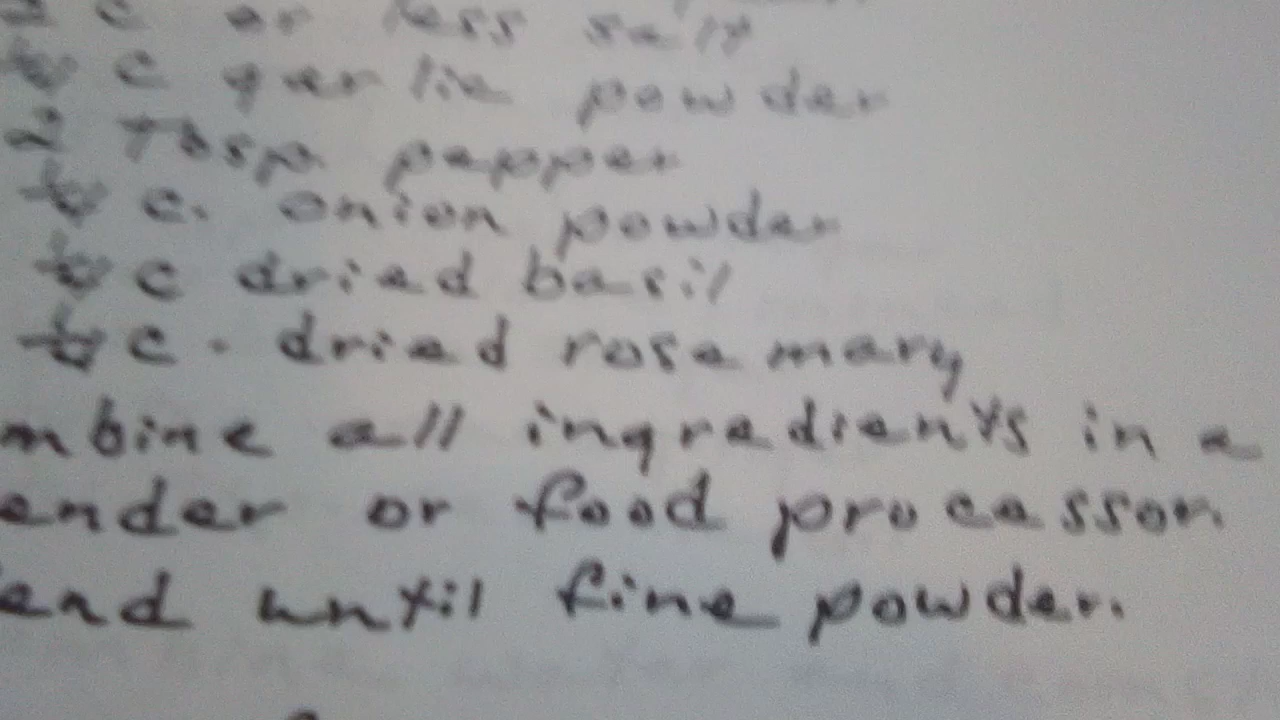 c or less salt
c garlic powder
2 Tbsp. pepper
c. onion powder
c dried basil
c. dried rosemary
mbine all ingredients in a
ender or food processor.
end until fine powder.